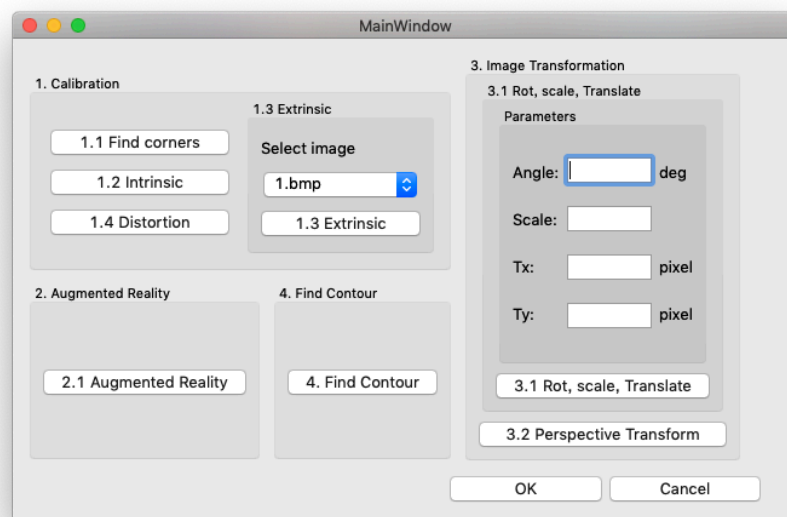 MainWindow
1. Calibration
1.1 Find corners
1.2 Intrinsic
1.4 Distortion
1.3 Extrinsic
Select image
1.bmp
1.3 Extrinsic
2. Augmented Reality
2.1 Augmented Reality
4. Find Contour
4. Find Contour
3. Image Transformation
3.1 Rot, scale, Translate
Parameters
Angle: deg
Scale:
Tx: pixel
Ty: pixel
3.1 Rot, scale, Translate
3.2 Perspective Transform
OK
Cancel